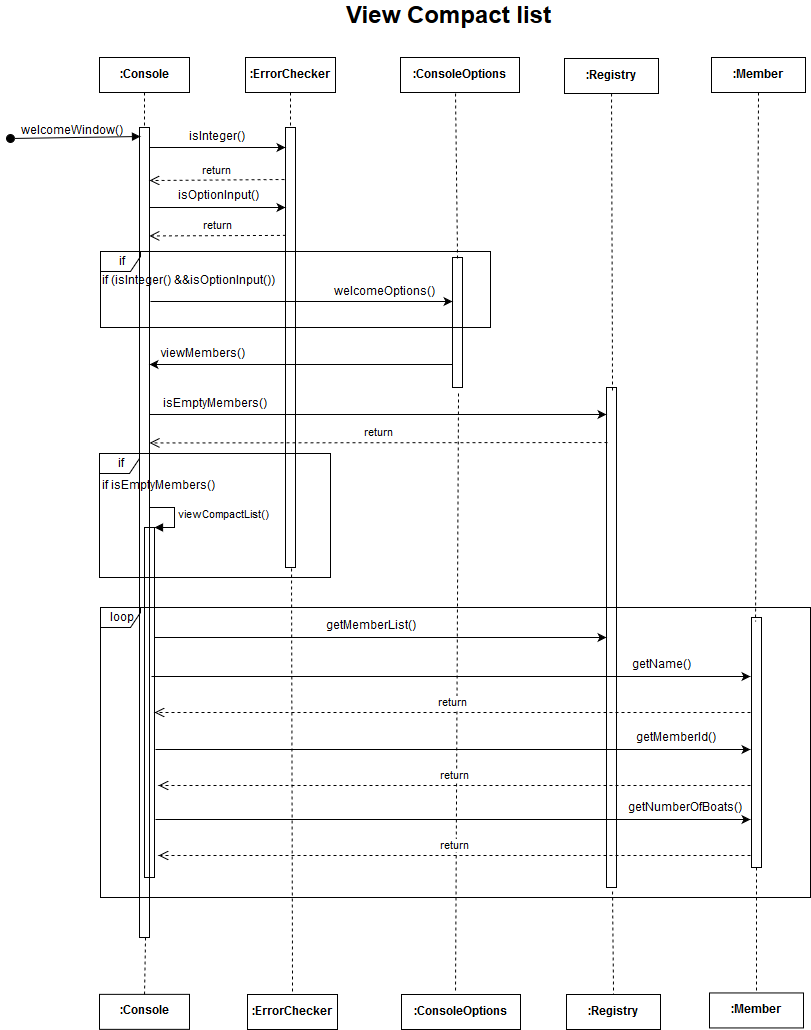 View Compact list
:Console
:ErrorChecker
:ConsoleOptions
:Registry
:Member
welcomeWindow()
isInteger()
return
isOptionInput()
return
if
if (isInteger() &&isOptionInput())
welcomeOptions()
viewMembers()
isEmptyMembers()
return
if
if isEmptyMembers()
viewCompactList()
loop
getMemberList()
getName()
return
getMemberId()
return
getNumberOfBoats()
return
:Console
:ErrorChecker
:ConsoleOptions
:Registry
:Member